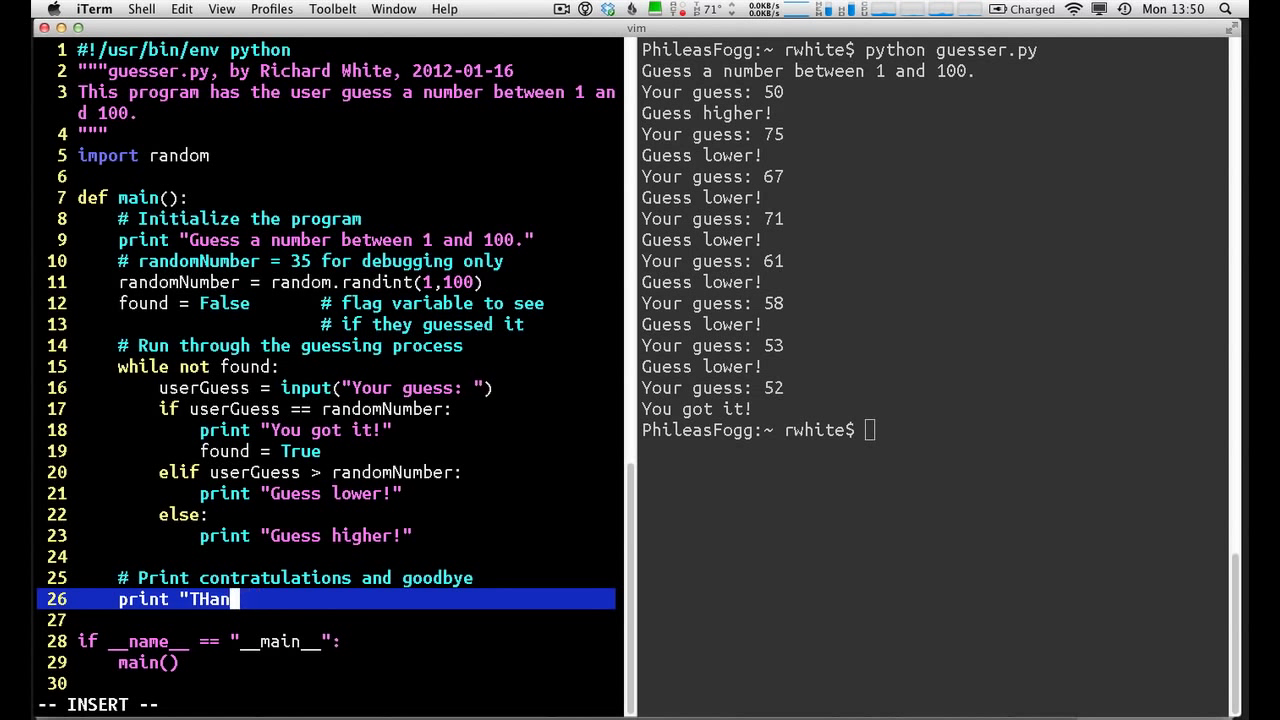 iTerm Shell Edit View Profiles Toolbelt Window Help 71° 0.0KB/s 0.0KB/s Charged Mon 13:50
vim
1 #!/usr/bin/env python
2 """guesser.py, by Richard White, 2012-01-16
3 This program has the user guess a number between 1 an
d 100.
4 """
5 import random
6
7 def main():
8 # Initialize the program
9 print "Guess a number between 1 and 100."
10 # randomNumber = 35 for debugging only
11 randomNumber = random.randint(1,100)
12 found = False # flag variable to see
13 # if they guessed it
14 # Run through the guessing process
15 while not found:
16 userGuess = input("Your guess: ")
17 if userGuess == randomNumber:
18 print "You got it!"
19 found = True
20 elif userGuess > randomNumber:
21 print "Guess lower!"
22 else:
23 print "Guess higher!"
24
25 # Print contratulations and goodbye
26 print "THan
27
28 if __name__ == "__main__":
29 main()
30
-- INSERT --
PhileasFogg:~ rwhite$ python guesser.py
Guess a number between 1 and 100.
Your guess: 50
Guess higher!
Your guess: 75
Guess lower!
Your guess: 67
Guess lower!
Your guess: 71
Guess lower!
Your guess: 61
Guess lower!
Your guess: 58
Guess lower!
Your guess: 53
Guess lower!
Your guess: 52
You got it!
PhileasFogg:~ rwhite$